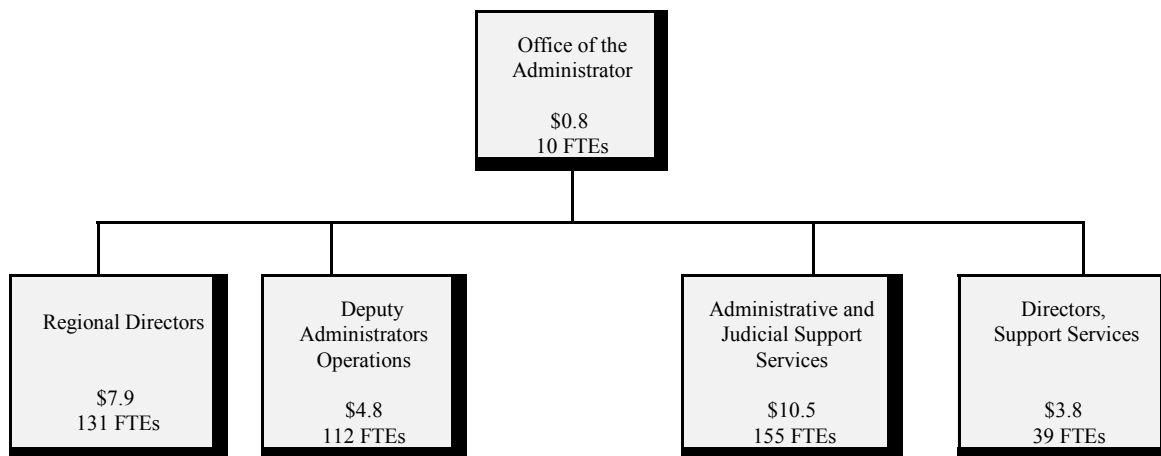 Office of the
Administrator
$0.8
10 FTEs
Regional Directors
$7.9
131 FTEs
Deputy
Administrators
Operations
$4.8
112 FTEs
Administrative and
Judicial Support
Services
$10.5
155 FTEs
Directors,
Support Services
$3.8
39 FTEs